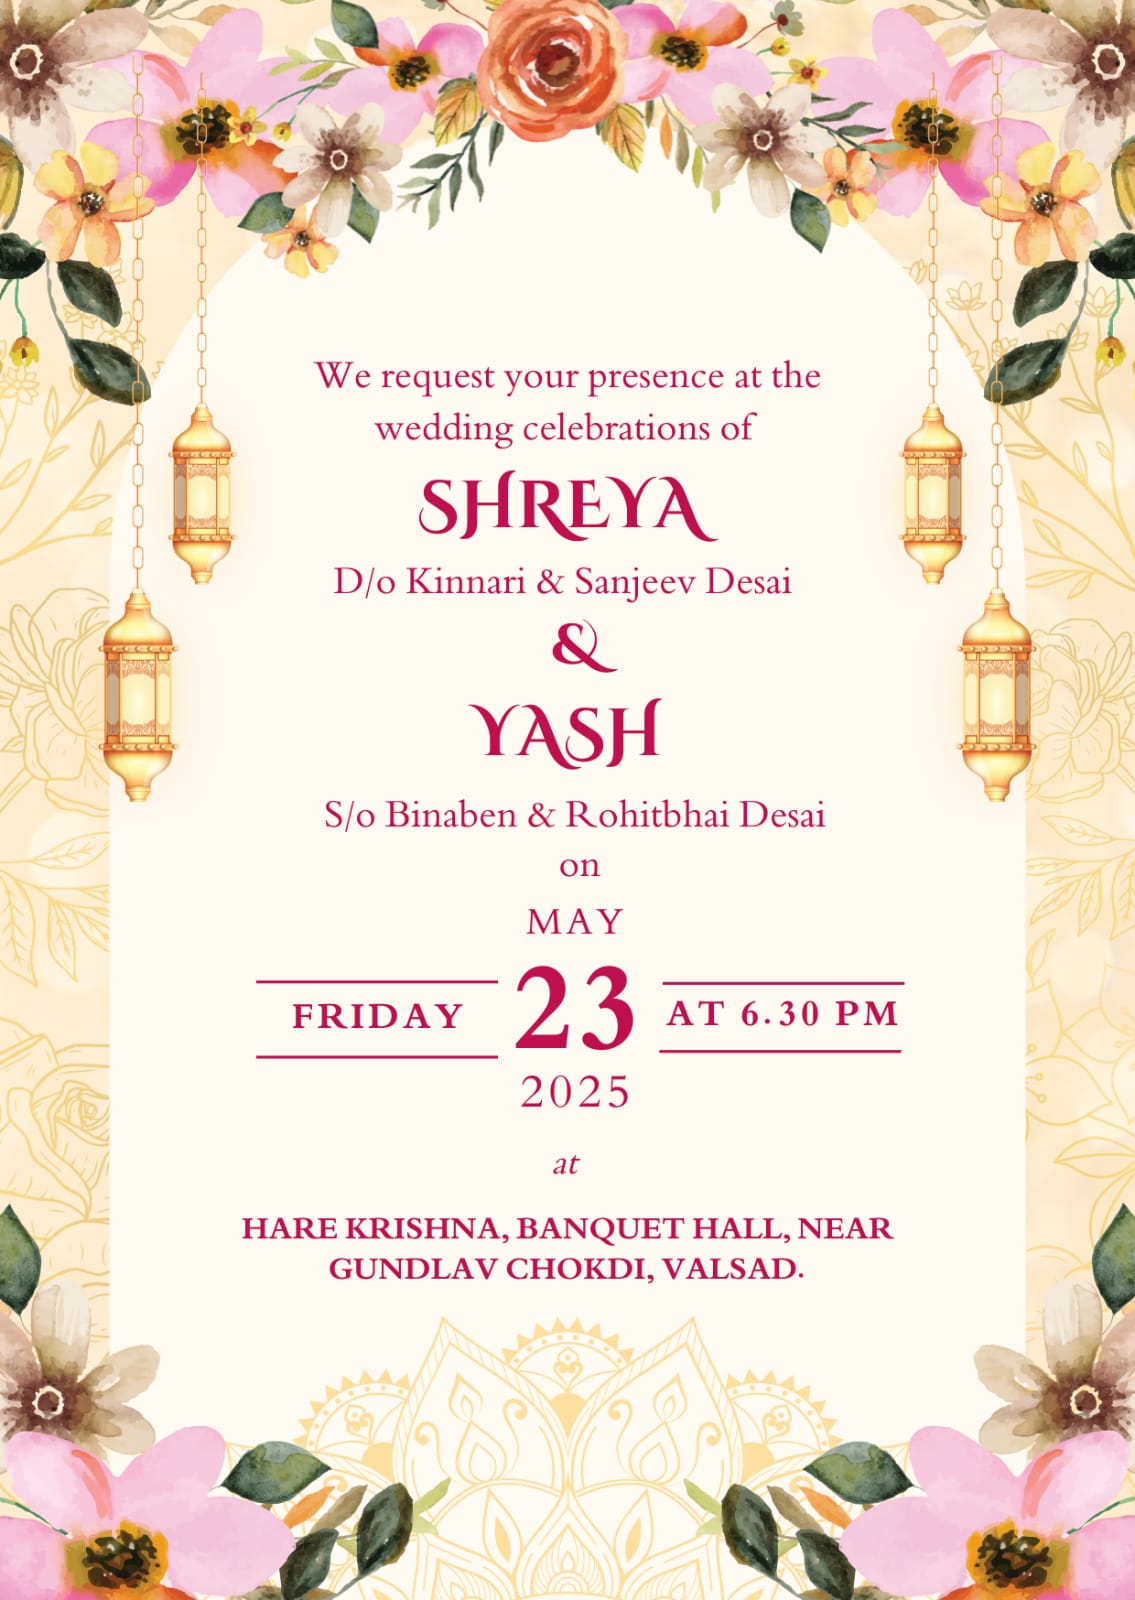 We request your presence at the
wedding celebrations of
SHREYA
D/o Kinnari & Sanjeev Desai
&
YASH
S/o Binaben & Rohitbhai Desai
on
MAY
FRIDAY 23 AT 6.30 PM
2025
at
HARE KRISHNA, BANQUET HALL, NEAR
GUNDLAV CHOKDI, VALSAD.